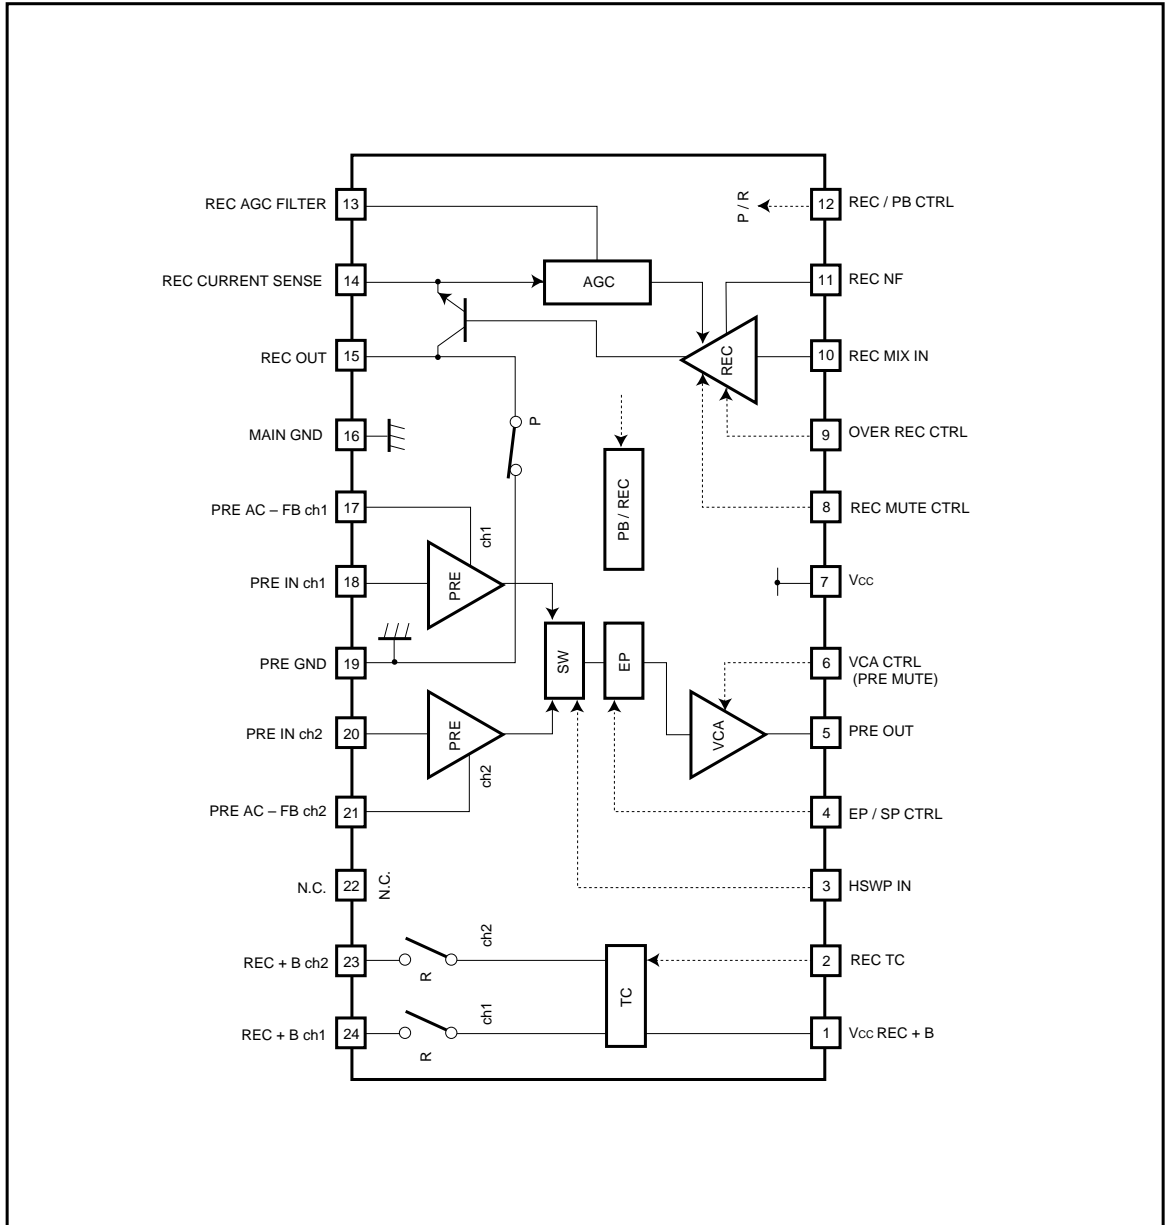 REC AGC FILTER 13
REC CURRENT SENSE 14
REC OUT 15
MAIN GND 16
PRE AC – FB ch1 17
PRE IN ch1 18
PRE GND 19
PRE IN ch2 20
PRE AC – FB ch2 21
N.C. 22 N.C.
REC + B ch2 23
REC + B ch1 24
AGC
REC
P / R
P
PB / REC
ch1
PRE
SW
EP
VCA
PRE
ch2
ch2
R
ch1
R
TC
12 REC / PB CTRL
11 REC NF
10 REC MIX IN
9 OVER REC CTRL
8 REC MUTE CTRL
7 VCC
6 VCA CTRL
(PRE MUTE)
5 PRE OUT
4 EP / SP CTRL
3 HSWP IN
2 REC TC
1 VCC REC + B